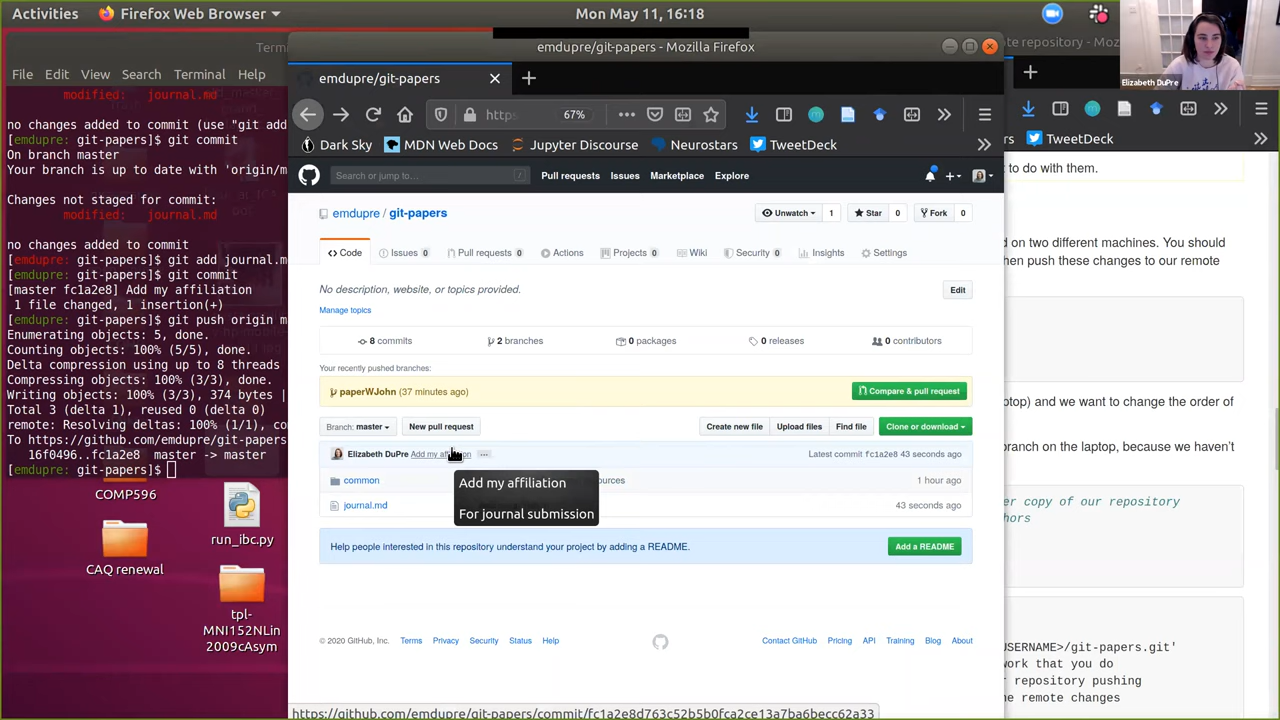 Activities
Firefox Web Browser
Mon May 11, 16:18
Elizabeth DuPre
Term
File Edit View Search Terminal Help
modified: journal.md
no changes added to commit (use "git add
[emdupre: git-papers]$ git commit
On branch master
Your branch is up to date with 'origin/m
Changes not staged for commit:
modified: journal.md
no changes added to commit
[emdupre: git-papers]$ git add journal.m
[emdupre: git-papers]$ git commit
[master fc1a2e8] Add my affiliation
1 file changed, 1 insertion(+)
[emdupre: git-papers]$ git push origin m
Enumerating objects: 5, done.
Counting objects: 100% (5/5), done.
Delta compression using up to 8 threads
Compressing objects: 100% (3/3), done.
Writing objects: 100% (3/3), 374 bytes |
Total 3 (delta 1), reused 0 (delta 0)
remote: Resolving deltas: 100% (1/1), co
To https://github.com/emdupre/git-papers
16f0496..fc1a2e8 master -> master
[emdupre: git-papers]$
COMP596
run_ibc.py
CAQ renewal
tpl-
MNI152NLin
2009cAsym
emdupre/git-papers - Mozilla Firefox
emdupre/git-papers
https
67%
Dark Sky
MDN Web Docs
Jupyter Discourse
Neurostars
TweetDeck
Search or jump to...
/
Pull requests Issues Marketplace Explore
emdupre / git-papers
Unwatch 1
Star 0
Fork 0
Code
Issues 0
Pull requests 0
Actions
Projects 0
Wiki
Security 0
Insights
Settings
No description, website, or topics provided.
Edit
Manage topics
8 commits
2 branches
0 packages
0 releases
0 contributors
Your recently pushed branches:
paperWJohn (37 minutes ago)
Compare & pull request
Branch: master
New pull request
Create new file
Upload files
Find file
Clone or download
Elizabeth DuPre Add my affiliation
Latest commit fc1a2e8 43 seconds ago
common
1 hour ago
journal.md
43 seconds ago
Add my affiliation
For journal submission
Help people interested in this repository understand your project by adding a README.
Add a README
© 2020 GitHub, Inc. Terms Privacy Security Status Help
Contact GitHub Pricing API Training Blog About
https://github.com/emdupre/git-papers/commit/fc1a2e8d763c52b5b0fca2ce13a7ba6becc62a33
te repository - Moz
TweetDeck
t to do with them.
d on two different machines. You should
hen push these changes to our remote
ptop) and we want to change the order of
branch on the laptop, because we haven't
er copy of our repository
hors
USERNAME>/git-papers.git'
work that you do
r repository pushing
he remote changes